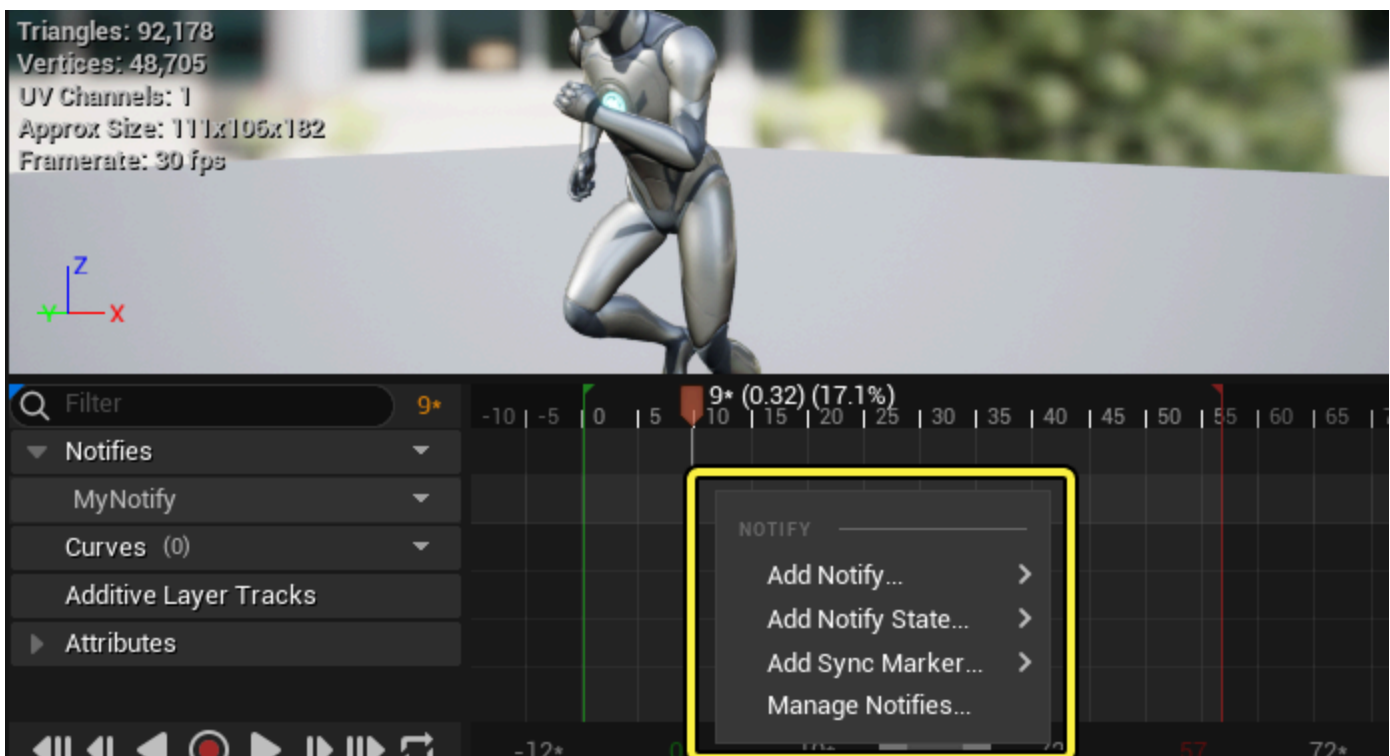 Triangles: 92,178
Vertices: 48,705
UV Channels: 1
Approx Size: 111x106x182
Framerate: 30 fps
Z
Y X
Filter 9*
9* (0.32) (17.1%)
-10 -5 0 5 10 15 20 25 30 35 40 45 50 55 60 65
Notifies
MyNotify
Curves (0)
Additive Layer Tracks
Attributes
NOTIFY
Add Notify...
Add Notify State...
Add Sync Marker...
Manage Notifies...
-12* 57 72*